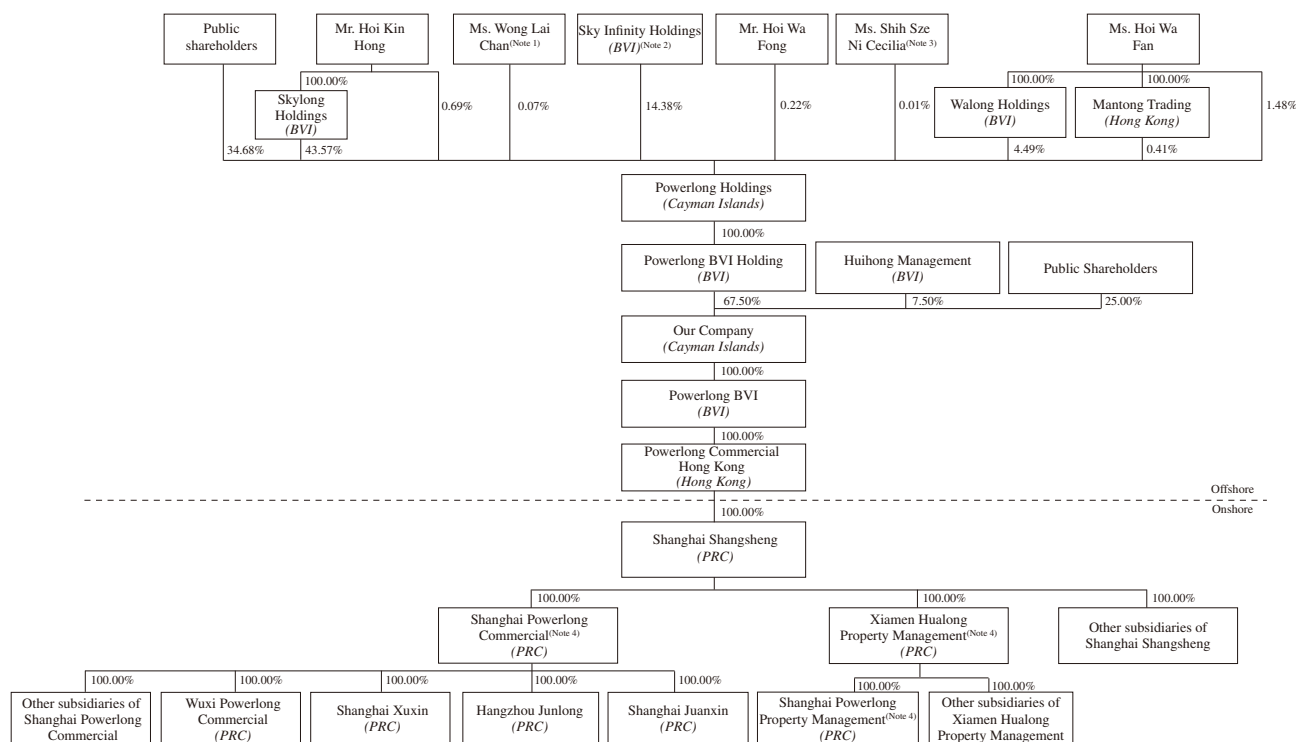 Public
shareholders
Mr. Hoi Kin
Hong
Ms. Wong Lai
Chan(Note 1)
Sky Infinity Holdings
(BVI)(Note 2)
Mr. Hoi Wa
Fong
Ms. Shih Sze
Ni Cecilia(Note 3)
Ms. Hoi Wa
Fan
100.00%
100.00%
100.00%
Skylong
Holdings
(BVI)
0.69%
0.07%
14.38%
0.22%
0.01%
Walong Holdings
(BVI)
Mantong Trading
(Hong Kong)
1.48%
34.68%
43.57%
4.49%
0.41%
Powerlong Holdings
(Cayman Islands)
100.00%
Powerlong BVI Holding
(BVI)
Huihong Management
(BVI)
Public Shareholders
67.50%
7.50%
25.00%
Our Company
(Cayman Islands)
100.00%
Powerlong BVI
(BVI)
100.00%
Powerlong Commercial
Hong Kong
(Hong Kong)
Offshore
Onshore
100.00%
Shanghai Shangsheng
(PRC)
100.00%
100.00%
100.00%
Shanghai Powerlong
Commercial(Note 4)
(PRC)
Xiamen Hualong
Property Management(Note 4)
(PRC)
Other subsidiaries of
Shanghai Shangsheng
100.00%
100.00%
100.00%
100.00%
100.00%
100.00%
100.00%
Other subsidiaries of
Shanghai Powerlong
Commercial
Wuxi Powerlong
Commercial
(PRC)
Shanghai Xuxin
(PRC)
Hangzhou Junlong
(PRC)
Shanghai Juanxin
(PRC)
Shanghai Powerlong
Property Management(Note 4)
(PRC)
Other subsidiaries of
Xiamen Hualong
Property Management